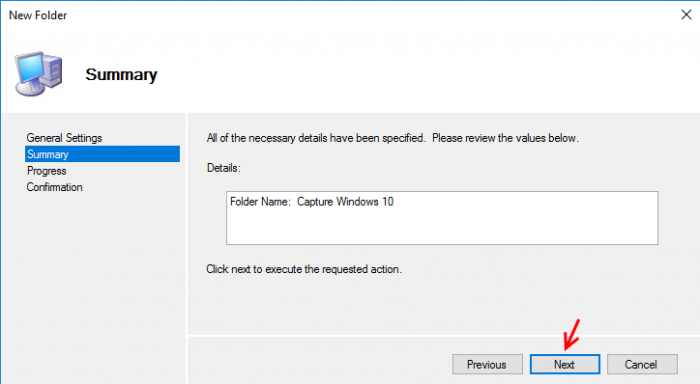 New Folder
Summary
General Settings
Summary
Progress
Confirmation
All of the necessary details have been specified.  Please review the values below.
Details:
Folder Name:  Capture Windows 10
Click next to execute the requested action.
Previous
Next
Cancel